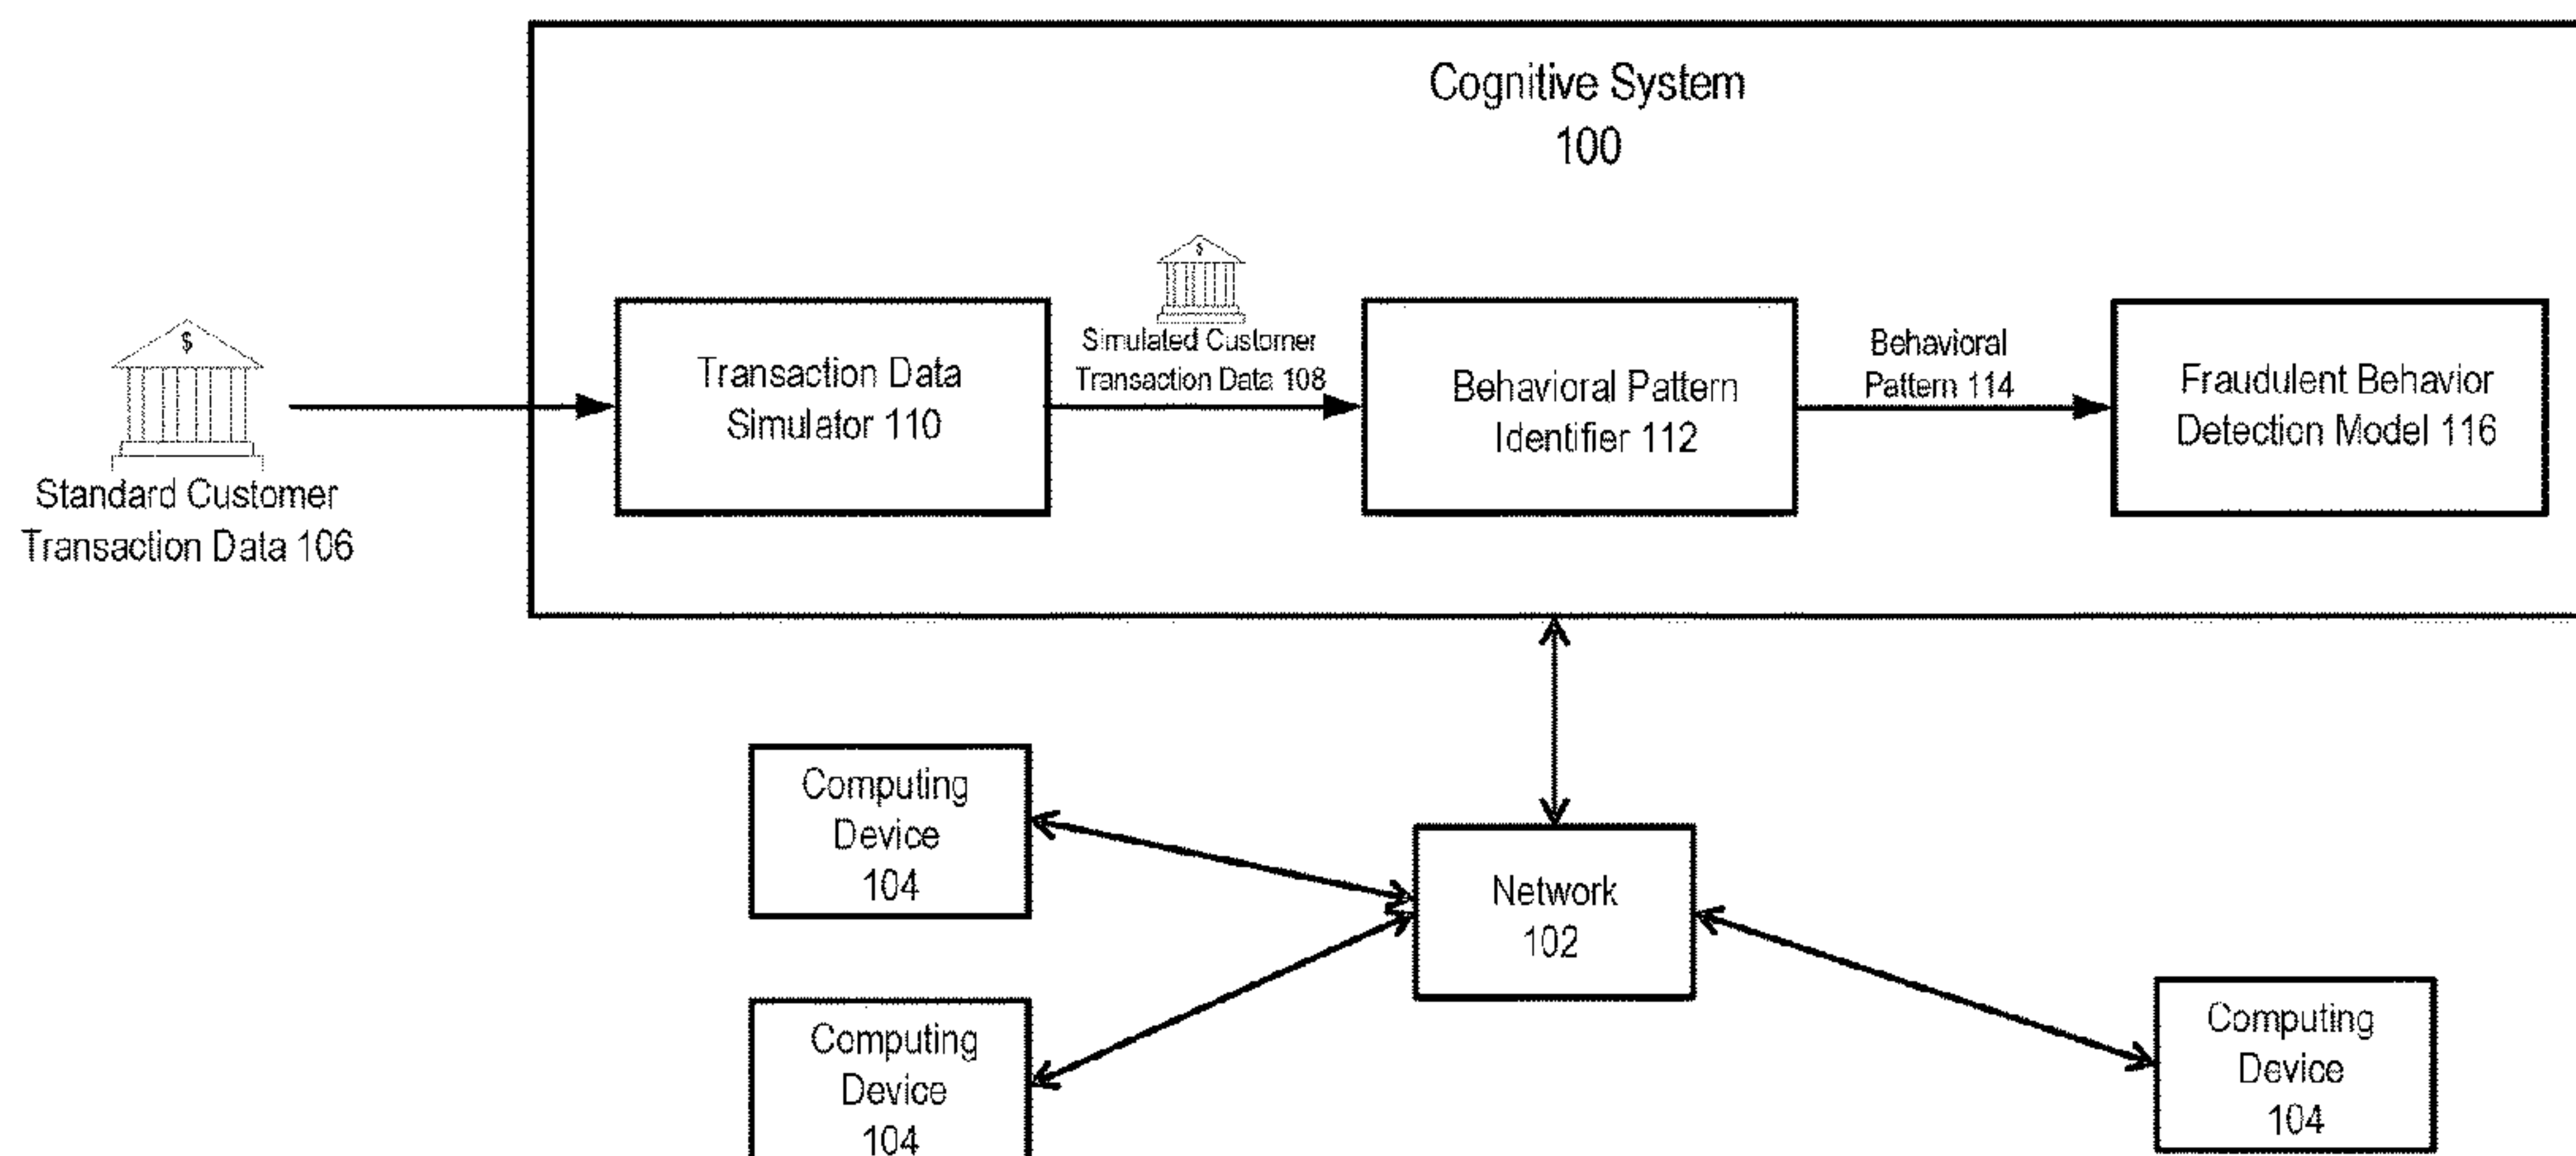 Cognitive System
100
$
Standard Customer
Transaction Data 106
Transaction Data
Simulator 110
$
Simulated Customer
Transaction Data 108
Behavioral Pattern
Identifier 112
Behavioral
Pattern 114
Fraudulent Behavior
Detection Model 116
Computing
Device
104
Network
102
Computing
Device
104
Computing
Device
104